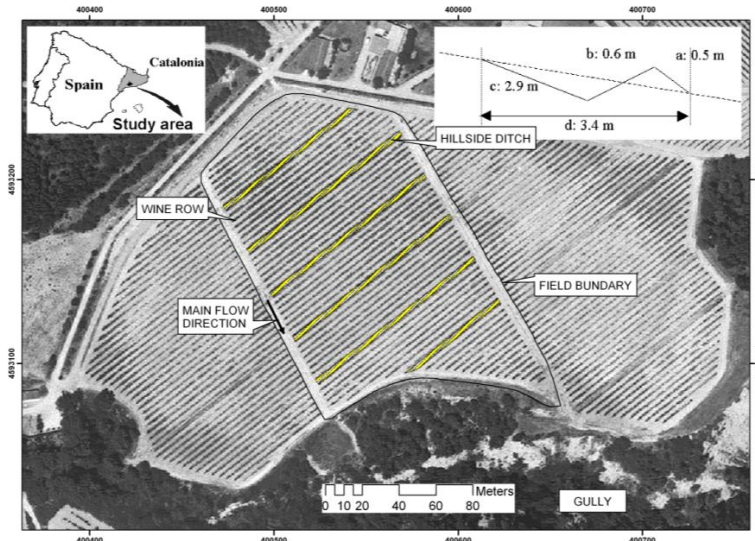 400400 400500 400600 400700
Spain
Catalonia
Study area
b: 0.6 m
a: 0.5 m
c: 2.9 m
d: 3.4 m
HILLSIDE DITCH
4593200
WINE ROW
FIELD BUNDARY
MAIN FLOW
DIRECTION
4593100
Meters
0 10 20 40 60 80
GULLY
400400 400500 400600 400700